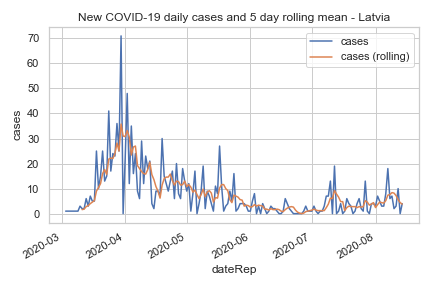 New COVID-19 daily cases and 5 day rolling mean - Latvia
cases
cases (rolling)
cases
70
60
50
40
30
20
10
0
2020-03
2020-04
2020-05
2020-06
2020-07
2020-08
dateRep